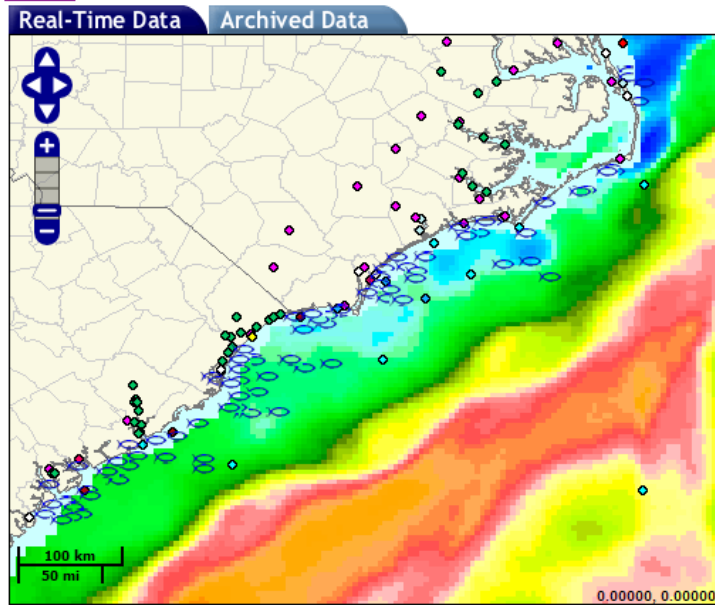 Real-Time Data
Archived Data
100 km
50 mi
0.00000, 0.00000